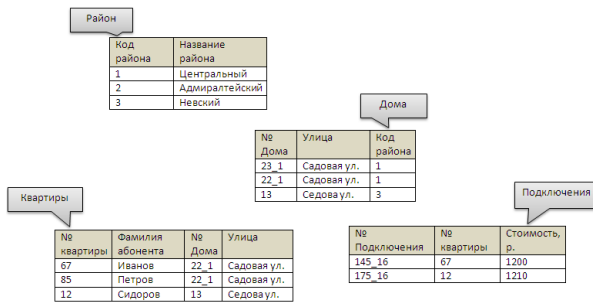 Район
Код района Название района
1 Центральный
2 Адмиралтейский
3 Невский
Дома
№ Дома Улица Код района
23_1 Садовая ул. 1
22_1 Садовая ул. 1
13 Седова ул. 3
Квартиры
№ квартиры Фамилия абонента № Дома Улица
67 Иванов 22_1 Садовая ул.
85 Петров 22_1 Садовая ул.
12 Сидоров 13 Седова ул.
Подключения
№ Подключения № квартиры Стоимость, р.
145_16 67 1200
175_16 12 1210